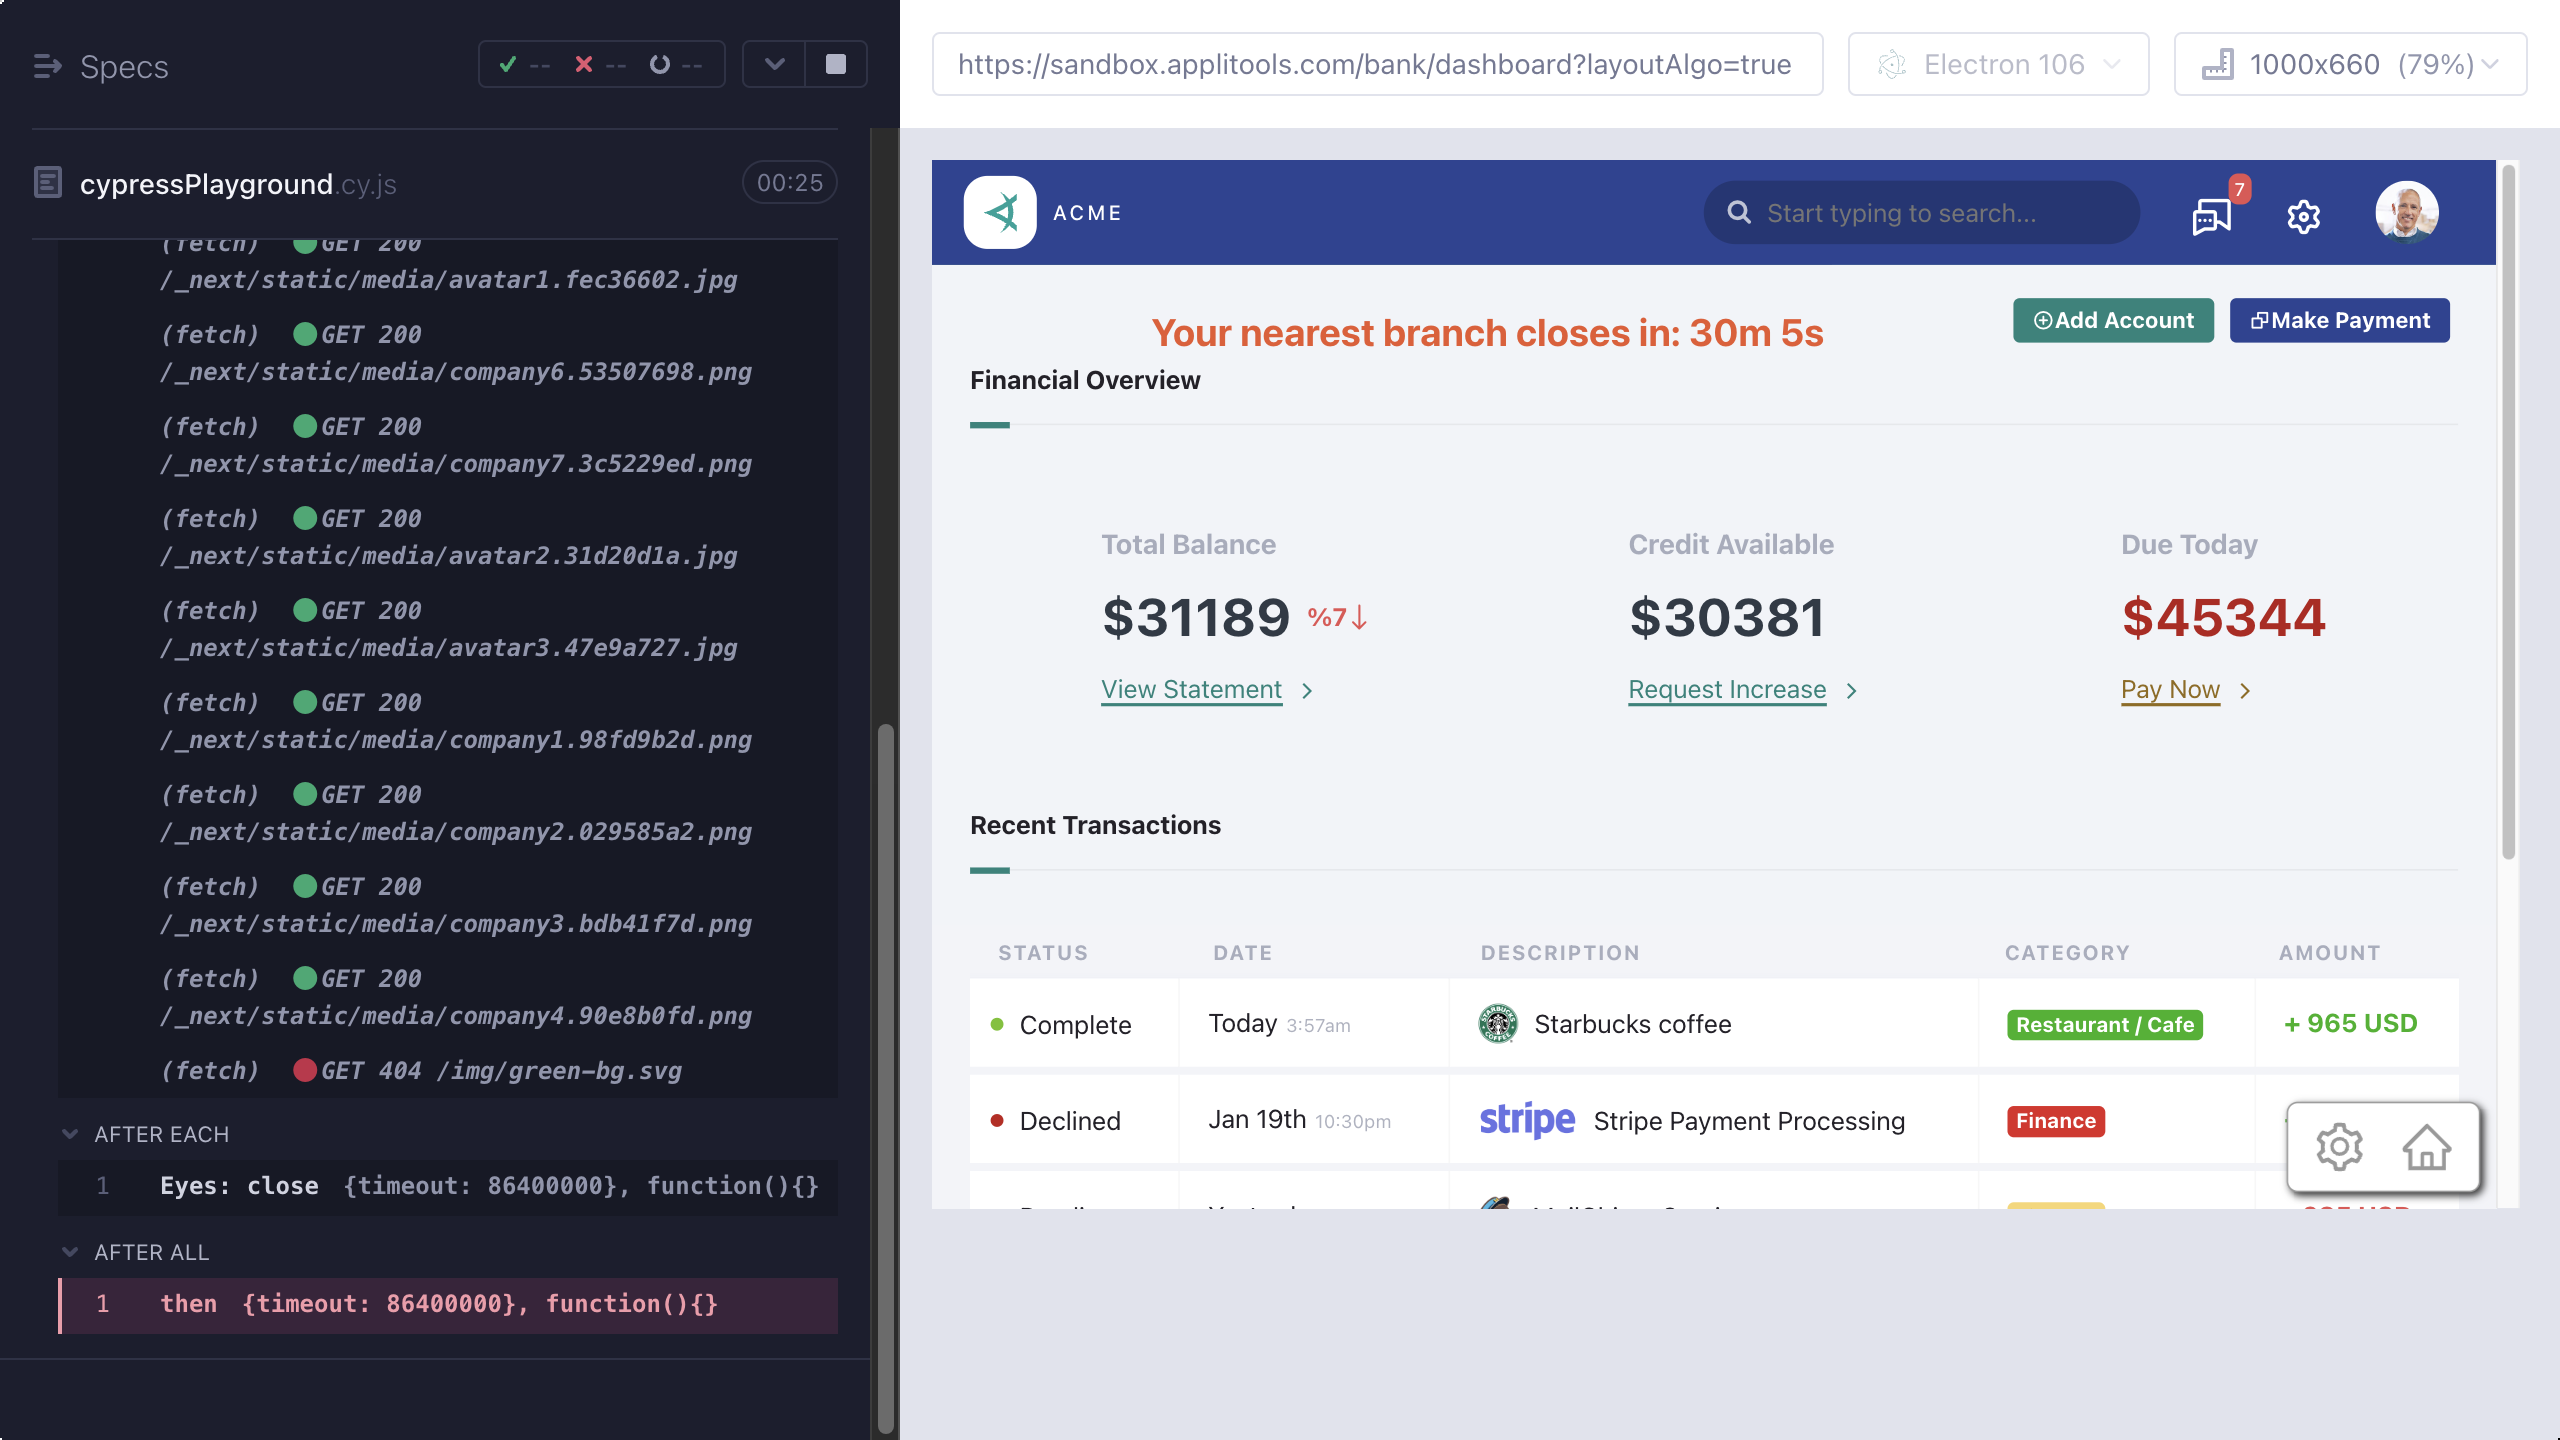 Specs
-- -- --
cypressPlayground.cy.js 00:25
(fetch) GET 200
/_next/static/media/avatar1.fec36602.jpg
(fetch) GET 200
/_next/static/media/company6.53507698.png
(fetch) GET 200
/_next/static/media/company7.3c5229ed.png
(fetch) GET 200
/_next/static/media/avatar2.31d20d1a.jpg
(fetch) GET 200
/_next/static/media/avatar3.47e9a727.jpg
(fetch) GET 200
/_next/static/media/company1.98fd9b2d.png
(fetch) GET 200
/_next/static/media/company2.029585a2.png
(fetch) GET 200
/_next/static/media/company3.bdb41f7d.png
(fetch) GET 200
/_next/static/media/company4.90e8b0fd.png
(fetch) GET 404 /img/green-bg.svg
AFTER EACH
1 Eyes: close {timeout: 86400000}, function(){}
AFTER ALL
1 then {timeout: 86400000}, function(){}
https://sandbox.applitools.com/bank/dashboard?layoutAlgo=true
Electron 106
1000x660 (79%)
ACME
Start typing to search...
7
Your nearest branch closes in: 30m 5s
Add Account
Make Payment
Financial Overview
Total Balance
$31189 %7↓
View Statement
Credit Available
$30381
Request Increase
Due Today
$45344
Pay Now
Recent Transactions
STATUS DATE DESCRIPTION CATEGORY AMOUNT
Complete Today 3:57am Starbucks coffee Restaurant / Cafe + 965 USD
Declined Jan 19th 10:30pm stripe Stripe Payment Processing Finance